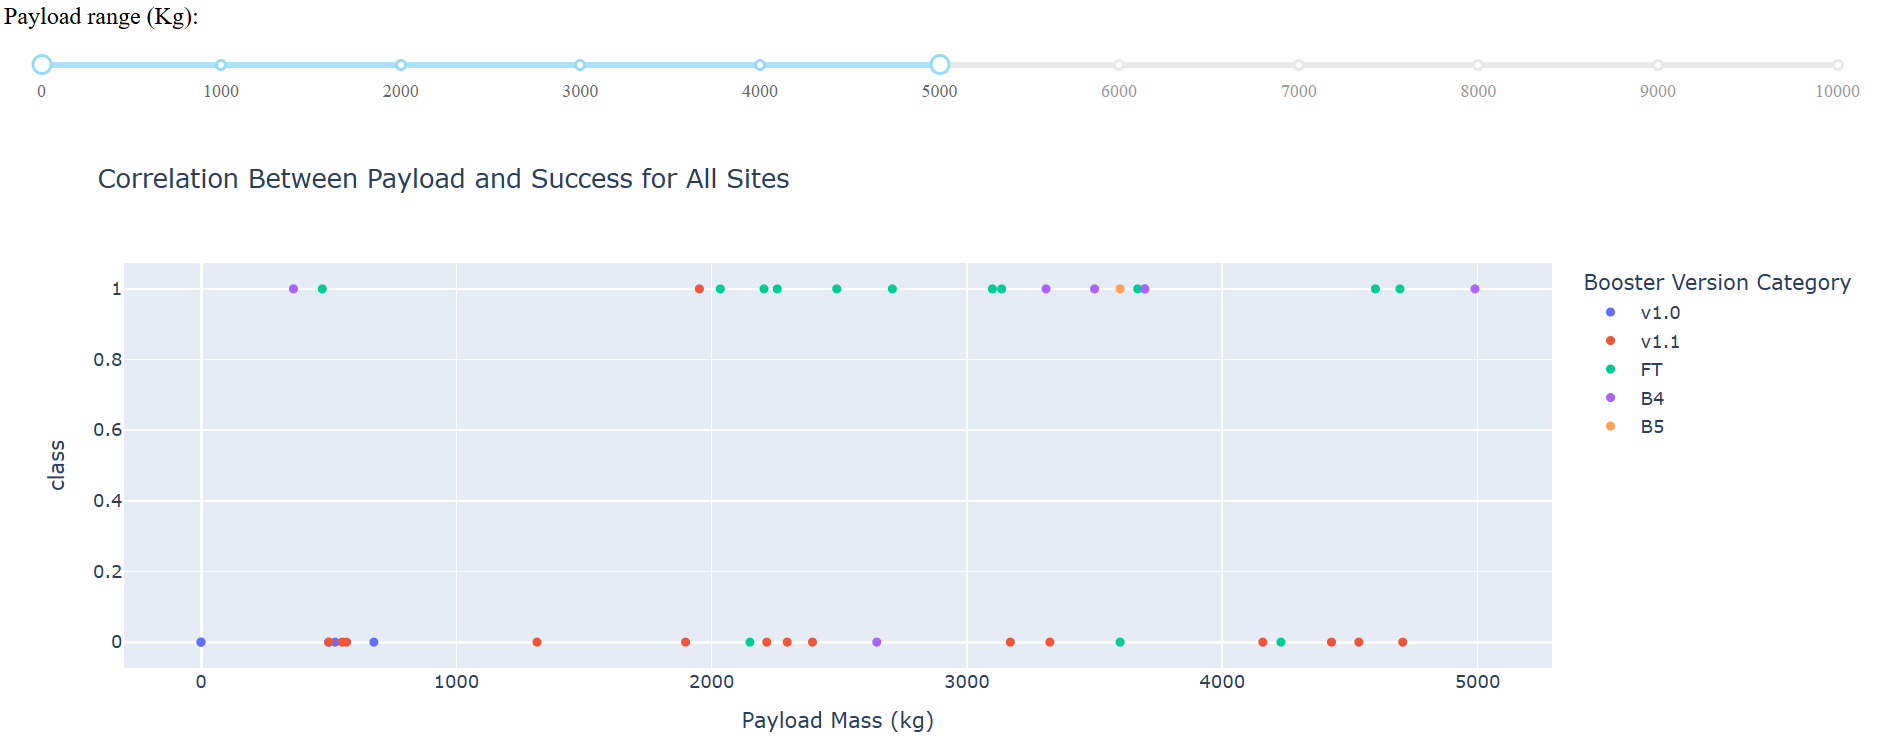 Payload range (Kg):
0 1000 2000 3000 4000 5000 6000 7000 8000 9000 10000
Correlation Between Payload and Success for All Sites
1
0.8
0.6
0.4
0.2
0
class
0 1000 2000 3000 4000 5000
Payload Mass (kg)
Booster Version Category
v1.0
v1.1
FT
B4
B5